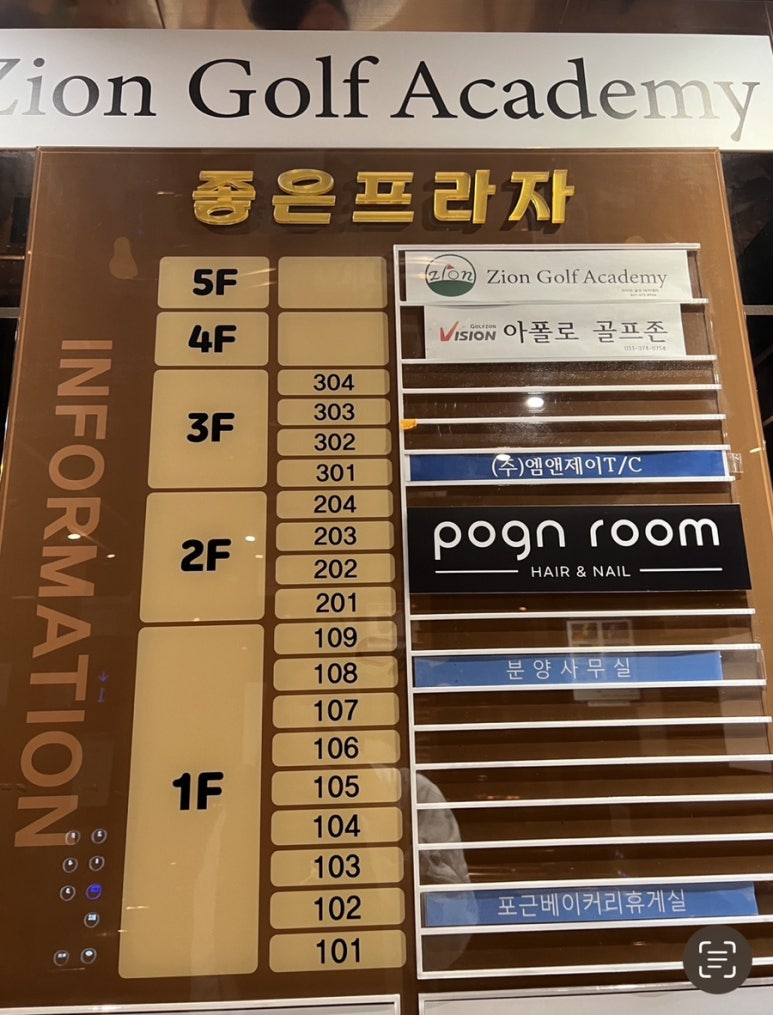 Zion Golf Academy
좋은프라자
INFORMATION
5F
zion Zion Golf Academy
4F
GOLFZON
VISION 아폴로 골프존
3F
304
303
302
301 (주)엠앤제이T/C
2F
204
203
202
201
pogn room
HAIR & NAIL
1F
109
108 분양사무실
107
106
105
104
103
102 포근베이커리휴게실
101